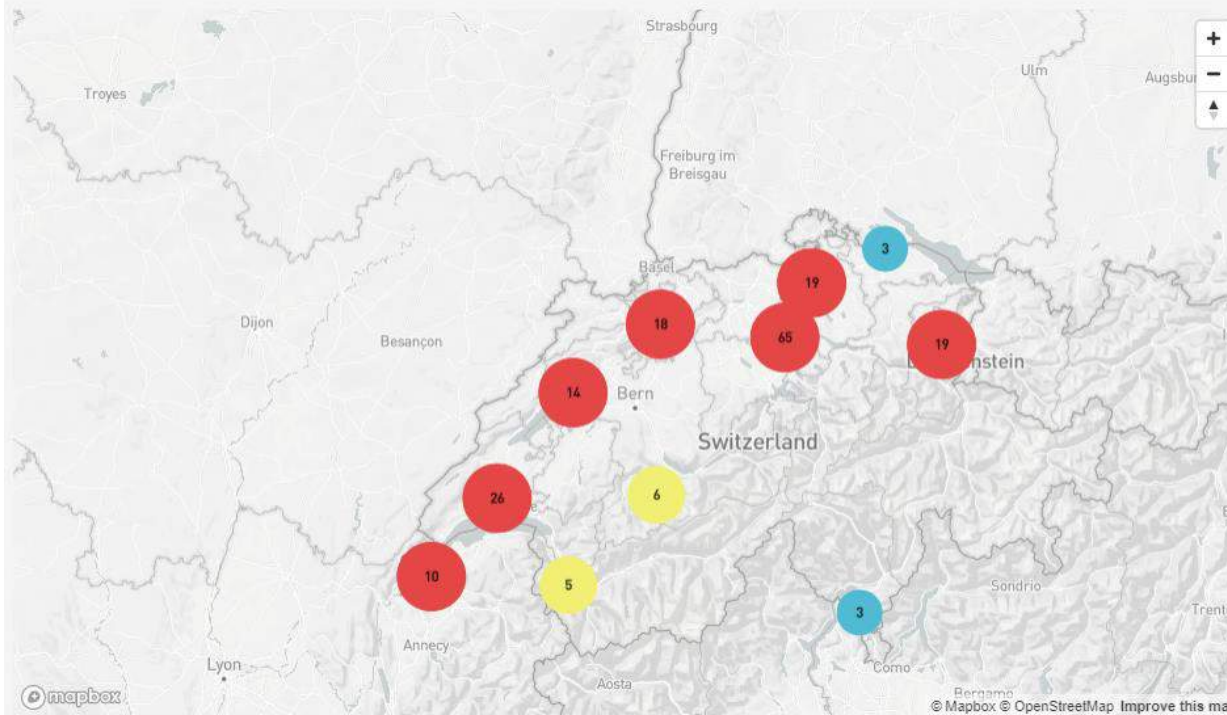 Strasbourg
Ulm
Augsbur
Troyes
Freiburg im
Breisgau
3
Basel
19
Dijon
18
65
19
Besançon
nstein
14
Bern
Switzerland
26
6
10
5
Sondrio
3
Trent
Annecy
Lyon
Como
Aosta
Bergamo
mapbox
© Mapbox © OpenStreetMap Improve this ma